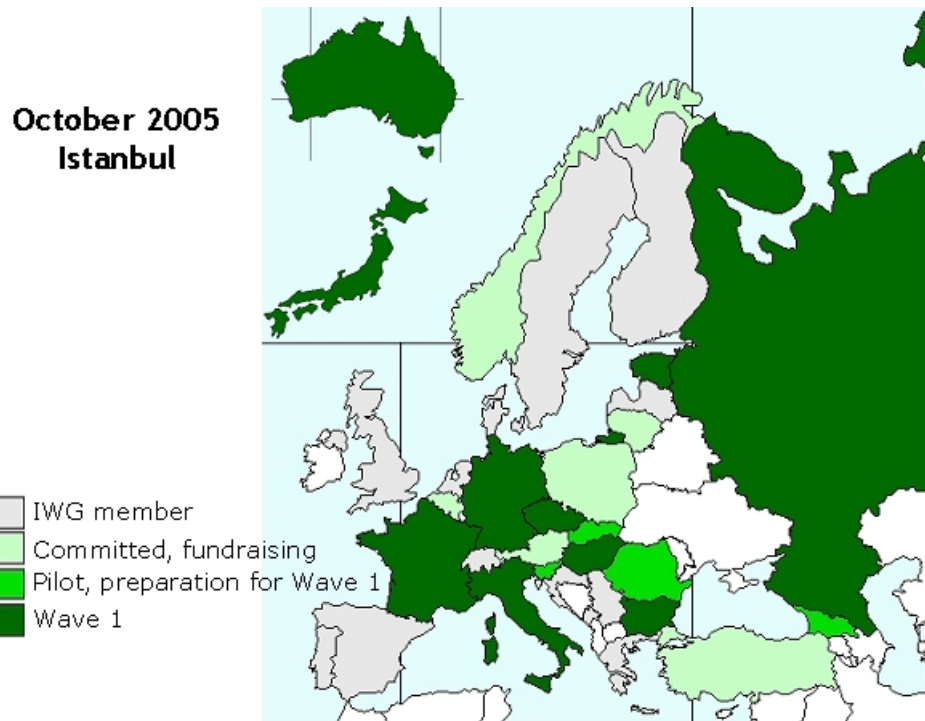 October 2005
Istanbul
IWG member
Committed, fundraising
Pilot, preparation for Wave 1
Wave 1